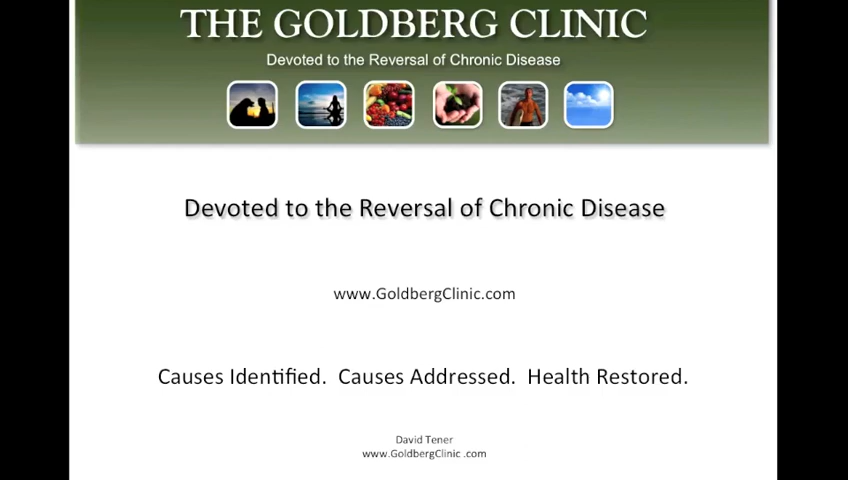 THE GOLDBERG CLINIC
Devoted to the Reversal of Chronic Disease
Devoted to the Reversal of Chronic Disease
www.GoldbergClinic.com
Causes Identified. Causes Addressed. Health Restored.
David Tener
www.GoldbergClinic .com